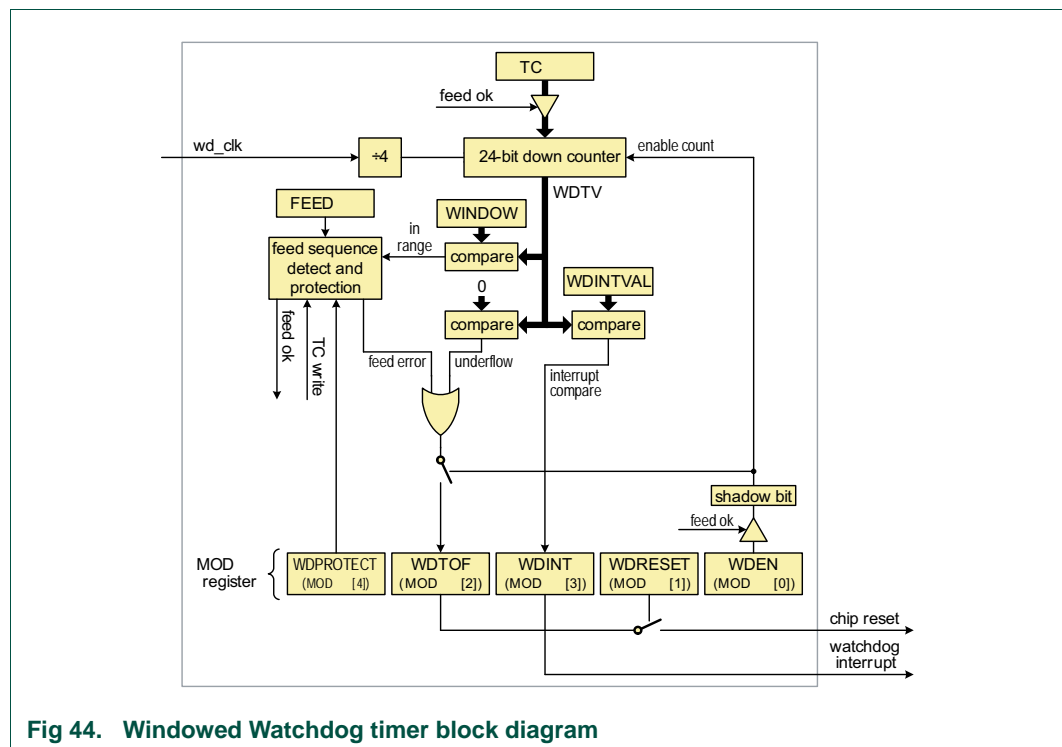 TC
feed ok
wd_clk
÷4
24-bit down counter
enable count
WDTV
FEED
WINDOW
in
range
feed sequence
detect and
protection
compare
WDINTVAL
0
compare
compare
feed ok
TC write
feed error
underflow
interrupt
compare
shadow bit
feed ok
MOD
register
WDPROTECT
(MOD [4])
WDTOF
(MOD [2])
WDINT
(MOD [3])
WDRESET
(MOD [1])
WDEN
(MOD [0])
chip reset
watchdog
interrupt
Fig 44. Windowed Watchdog timer block diagram